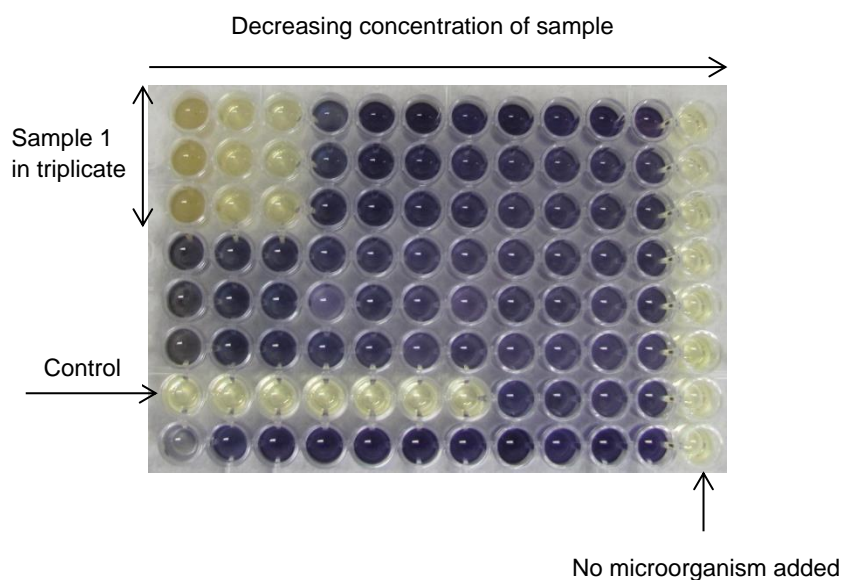 Decreasing concentration of sample
Sample 1
in triplicate
Control
No microorganism added